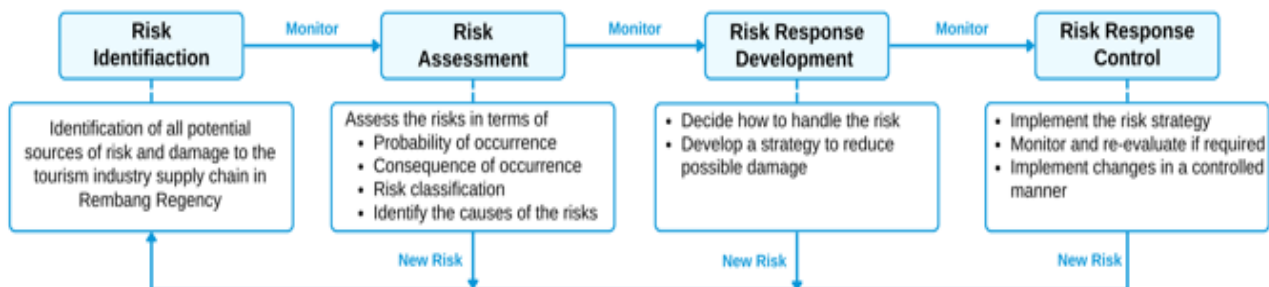 Risk
Identifiaction
Monitor
Risk
Assessment
Monitor
Risk Response
Development
Monitor
Risk Response
Control
Identification of all potential
sources of risk and damage to the
tourism industry supply chain in
Rembang Regency
Assess the risks in terms of
• Probability of occurrence
• Consequence of occurrence
• Risk classification
• Identify the causes of the risks
• Decide how to handle the risk
• Develop a strategy to reduce
possible damage
• Implement the risk strategy
• Monitor and re-evaluate if required
• Implement changes in a controlled
manner
New Risk
New Risk
New Risk